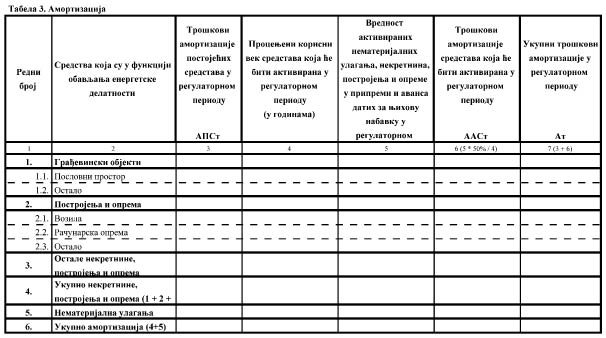 Табела 3. Амортизација
Редни број
Средства која су у функцији обављања енергетске делатности
Трошкови амортизације постојећих средстава у регулаторном периоду
АПСт
Процењени корисни век средстава која ће бити активирана у регулаторном периоду (у годинама)
Вредност активираних нематеријалних улагања, некретнина, постројења и опреме у припреми и аванса датих за њихову набавку у регулаторном
Трошкови амортизације средстава која ће бити активирана у регулаторном периоду
ААСт
Укупни трошкови амортизације у регулаторном периоду
Ат
1 2 3 4 5 6 (5 * 50% / 4) 7 (3 + 6)
1. Грађевински објекти
1.1. Пословни простор
1.2. Остало
2. Постројења и опрема
2.1. Возила
2.2. Рачунарска опрема
2.3. Остало
3. Остале некретнине, постројења и опрема
4. Укупно некретнине, постројења и опрема (1 + 2 +
5. Нематеријална улагања
6. Укупно амортизација (4+5)